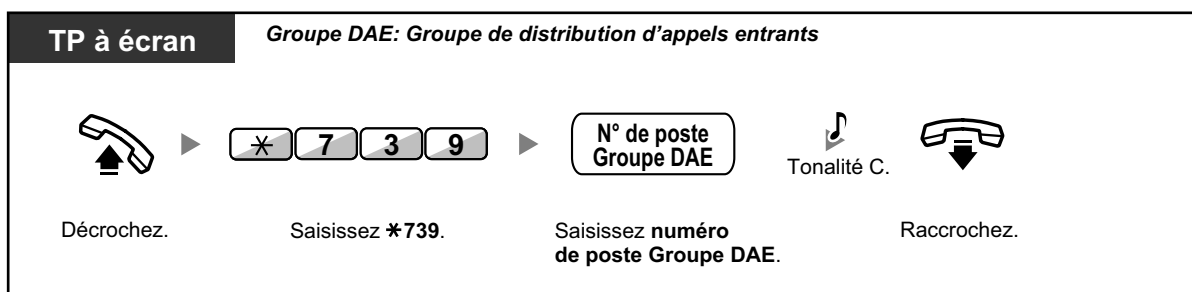 TP à écran
Groupe DAE: Groupe de distribution d’appels entrants
✳ 7 3 9
N° de poste
Groupe DAE
Tonalité C.
Décrochez.
Saisissez ✳739.
Saisissez numéro
de poste Groupe DAE.
Raccrochez.